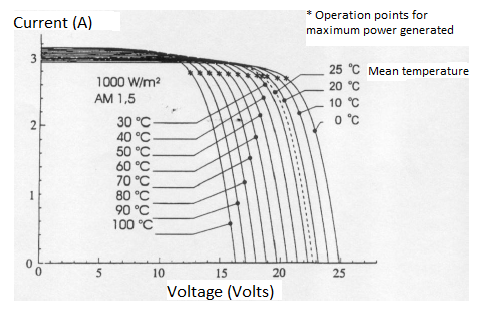 Current (A)
* Operation points for
maximum power generated
3
2
1
0
1000 W/m²
AM 1,5
25 °C Mean temperature
20 °C
10 °C
0 °C
30 °C
40 °C
50 °C
60 °C
70 °C
80 °C
90 °C
100 °C
0 5 10 15 20 25
Voltage (Volts)